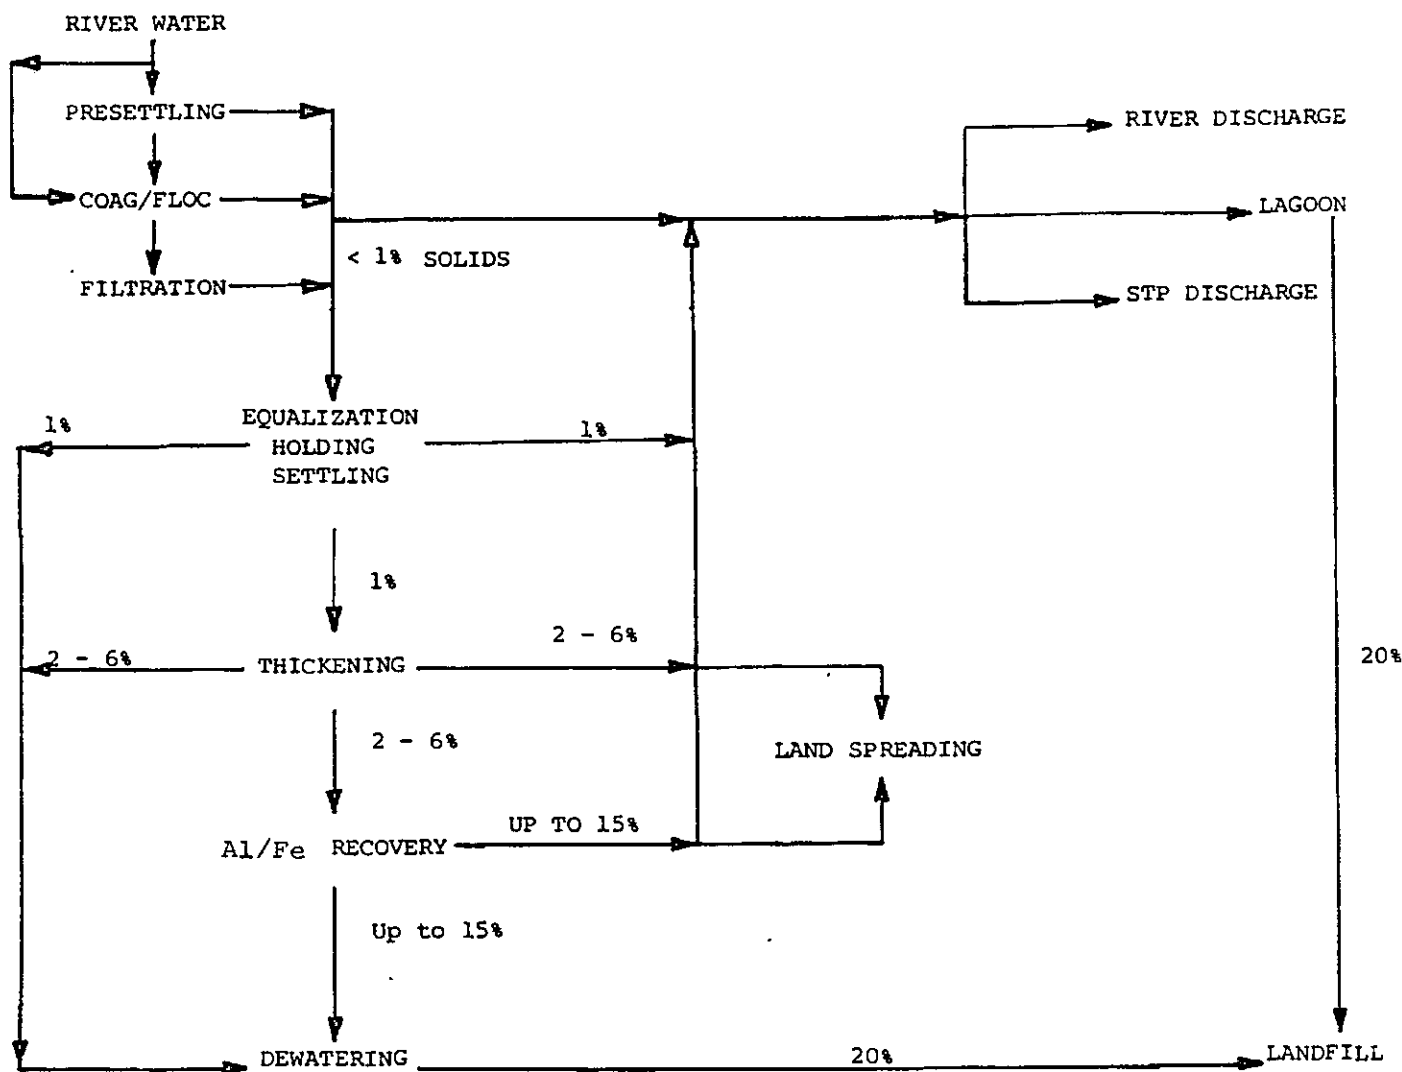 RIVER WATER
PRESETTLING
RIVER DISCHARGE
COAG/FLOC
LAGOON
< 1% SOLIDS
FILTRATION
STP DISCHARGE
1%
EQUALIZATION
HOLDING
SETTLING
1%
1%
2 - 6%
THICKENING
2 - 6%
20%
2 - 6%
LAND SPREADING
Al/Fe RECOVERY
UP TO 15%
Up to 15%
DEWATERING
20%
LANDFILL